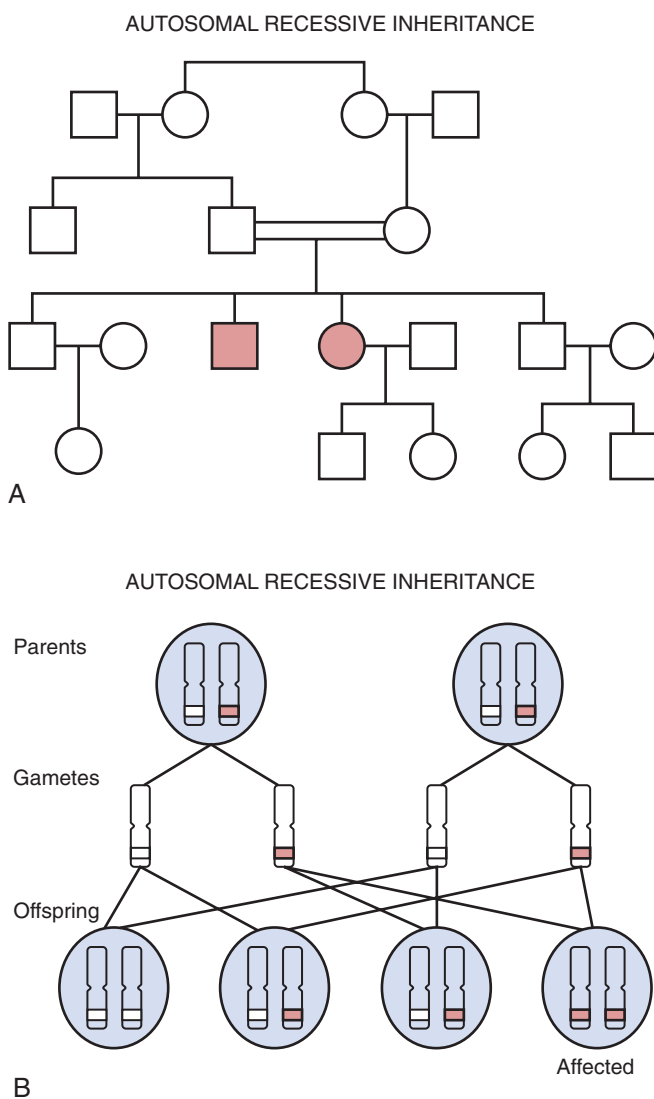 AUTOSOMAL RECESSIVE INHERITANCE
A
AUTOSOMAL RECESSIVE INHERITANCE
Parents
Gametes
Offspring
Affected
B